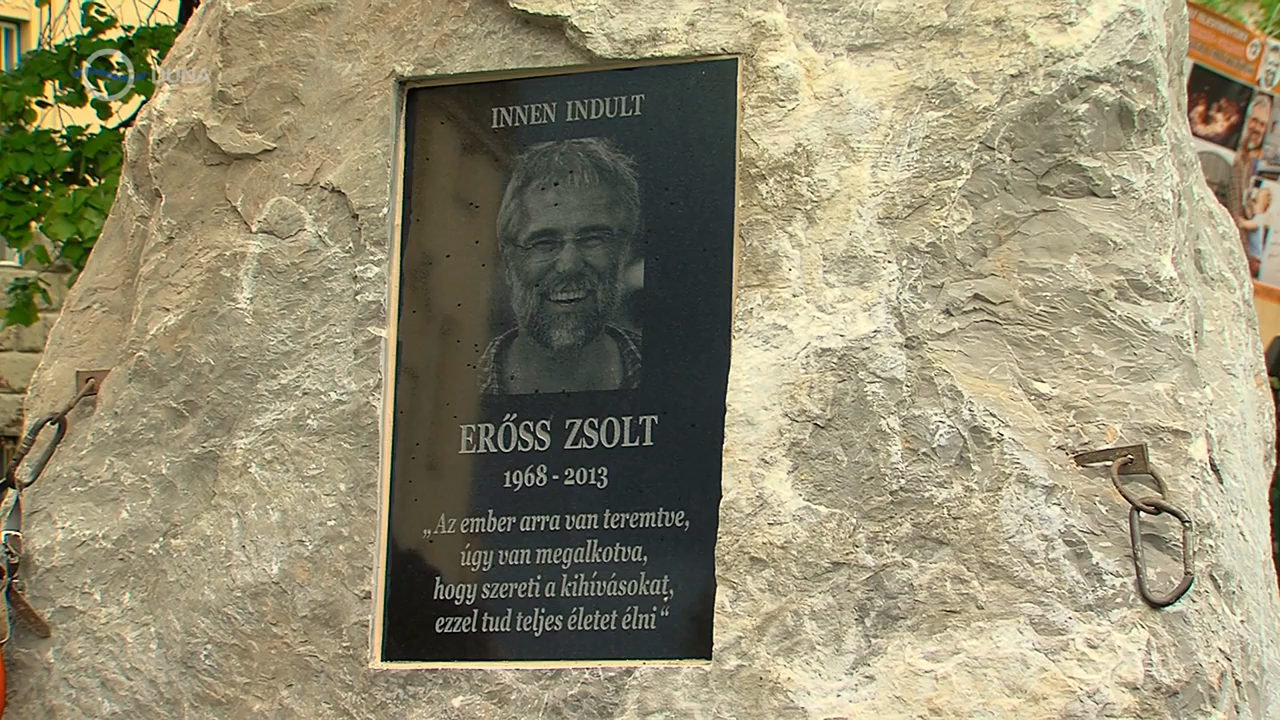 DUNA
INNEN INDULT
ERŐSS ZSOLT
1968 - 2013
„Az ember arra van teremtve,
úgy van megalkotva,
hogy szereti a kihívásokat,
ezzel tud teljes életet élni“